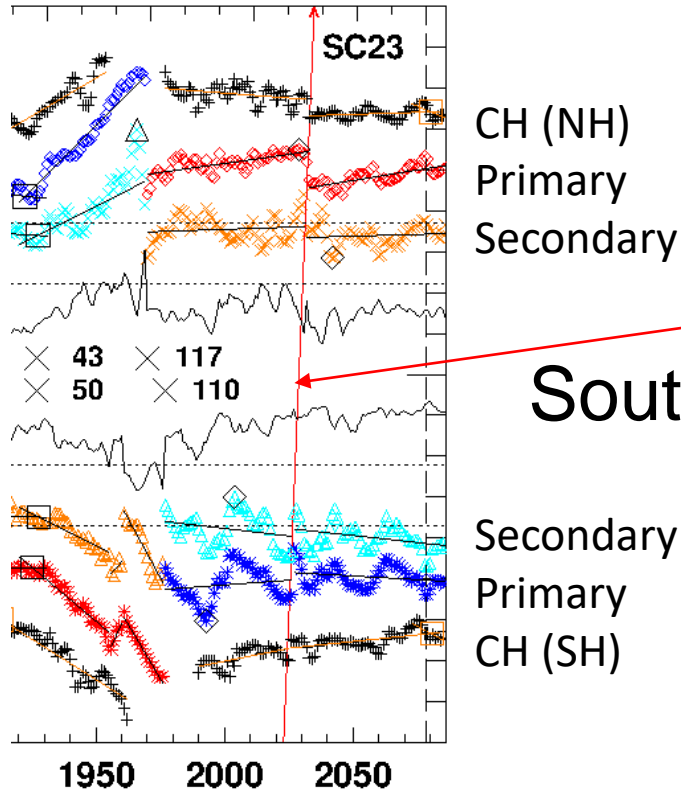 SC23
CH (NH)
Primary
Secondary
43 117
50 110
Sout
Secondary
Primary
CH (SH)
1950 2000 2050